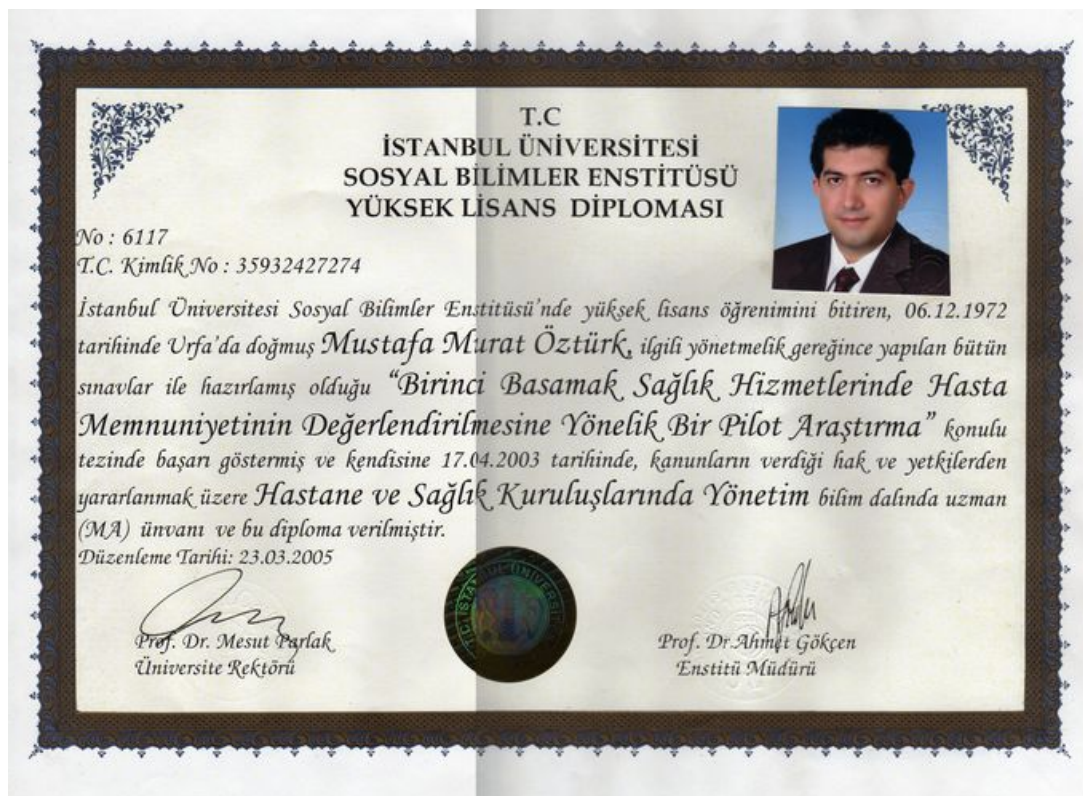 T.C
İSTANBUL ÜNİVERSİTESİ
SOSYAL BİLİMLER ENSTİTÜSÜ
YÜKSEK LİSANS DİPLOMASI
No : 6117
T.C. Kimlik No : 35932427274
İstanbul Üniversitesi Sosyal Bilimler Enstitüsü'nde yüksek lisans öğrenimini bitiren, 06.12.1972
tarihinde Urfa'da doğmuş Mustafa Murat Öztürk, ilgili yönetmelik gereğince yapılan bütün
sınavlar ile hazırlamış olduğu "Birinci Basamak Sağlık Hizmetlerinde Hasta
Memnuniyetinin Değerlendirilmesine Yönelik Bir Pilot Araştırma" konulu
tezinde başarı göstermiş ve kendisine 17.04.2003 tarihinde, kanunların verdiği hak ve yetkilerden
yararlanmak üzere Hastane ve Sağlık Kuruluşlarında Yönetim bilim dalında uzman
(MA) ünvanı ve bu diploma verilmiştir.
Düzenleme Tarihi: 23.03.2005
Prof. Dr. Mesut Parlak
Üniversite Rektörü
Prof. Dr.Ahmet Gökçen
Enstitü Müdürü